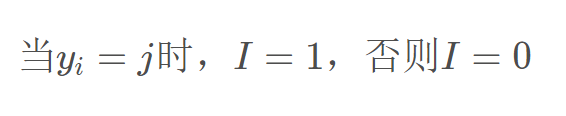 当$y_i = j$时，$I = 1$，否则$I = 0$